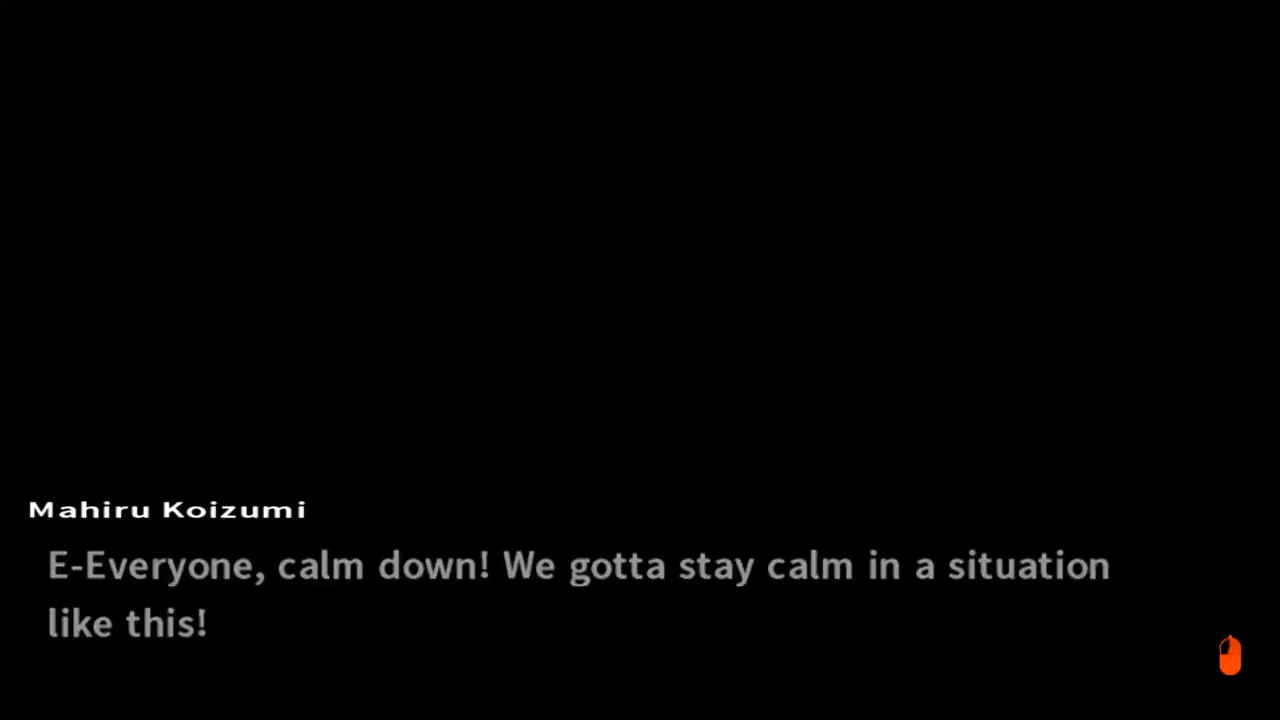 Mahiru Koizumi
E-Everyone, calm down! We gotta stay calm in a situation
like this!